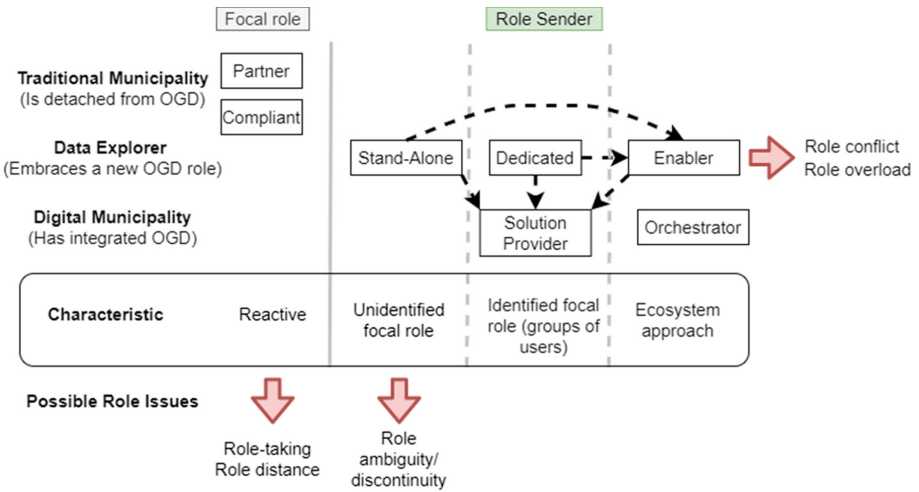 Focal role
Role Sender
Traditional Municipality
(Is detached from OGD)
Partner
Compliant
Data Explorer
(Embraces a new OGD role)
Stand-Alone
Dedicated
Enabler
Role conflict
Role overload
Digital Municipality
(Has integrated OGD)
Solution
Provider
Orchestrator
Characteristic
Reactive
Unidentified
focal role
Identified focal
role (groups of
users)
Ecosystem
approach
Possible Role Issues
Role-taking
Role distance
Role
ambiguity/
discontinuity